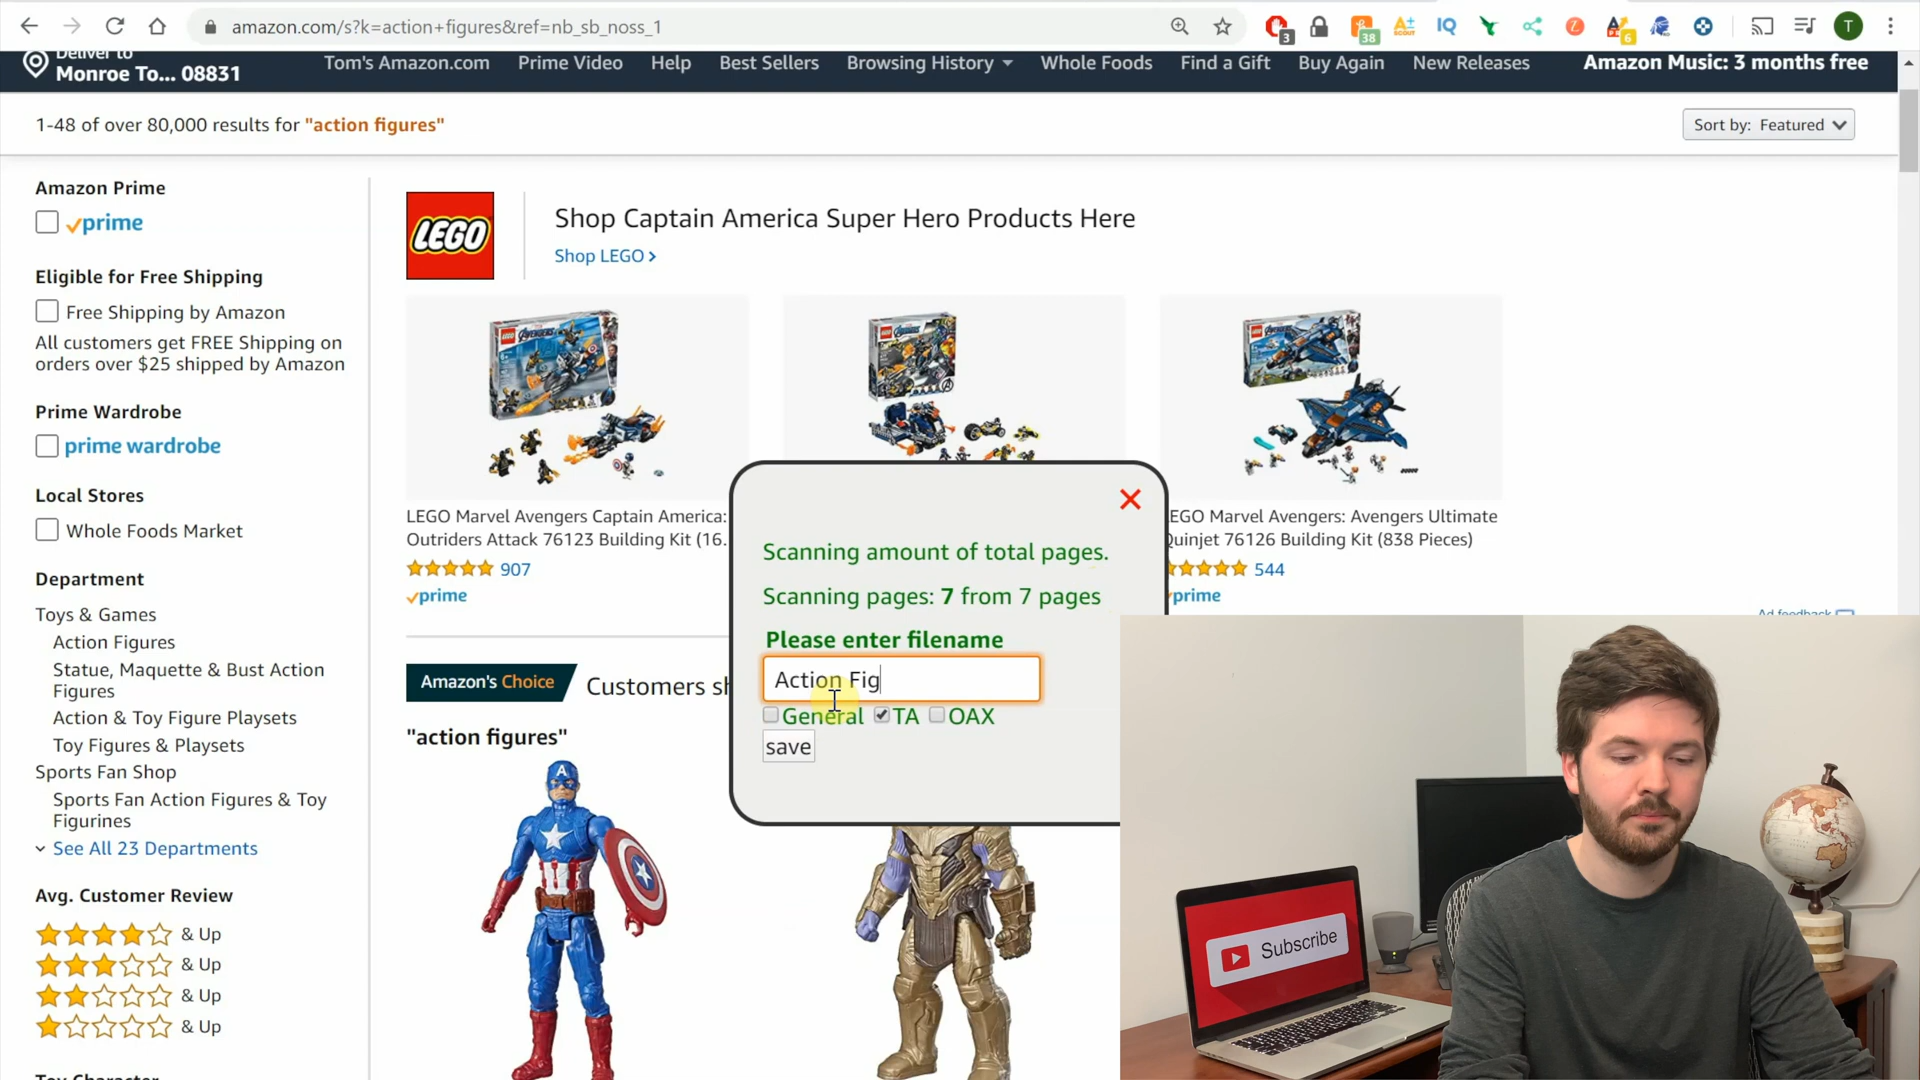 amazon.com/s?k=action+figures&ref=nb_sb_noss_1
3
38
A+
SCOUT
IQ
6
T
Deliver to
Monroe To... 08831
Tom's Amazon.com
Prime Video
Help
Best Sellers
Browsing History
Whole Foods
Find a Gift
Buy Again
New Releases
Amazon Music: 3 months free
1-48 of over 80,000 results for "action figures"
Sort by: Featured
Amazon Prime
prime
Eligible for Free Shipping
Free Shipping by Amazon
All customers get FREE Shipping on
orders over $25 shipped by Amazon
Prime Wardrobe
prime wardrobe
Local Stores
Whole Foods Market
Department
Toys & Games
Action Figures
Statue, Maquette & Bust Action
Figures
Action & Toy Figure Playsets
Toy Figures & Playsets
Sports Fan Shop
Sports Fan Action Figures & Toy
Figurines
See All 23 Departments
Avg. Customer Review
& Up
& Up
& Up
& Up
LEGO
Shop Captain America Super Hero Products Here
Shop LEGO
AVENGERS
AVENGERS
AVENGERS
LEGO Marvel Avengers Captain America:
Outriders Attack 76123 Building Kit (16...
907
prime
EGO Marvel Avengers: Avengers Ultimate
Quinjet 76126 Building Kit (838 Pieces)
544
prime
Ad feedback
Amazon's Choice
Customers sh
"action figures"
A
Scanning amount of total pages.
Scanning pages: 7 from 7 pages
Please enter filename
Action Fig
General
TA
OAX
save
Subscribe